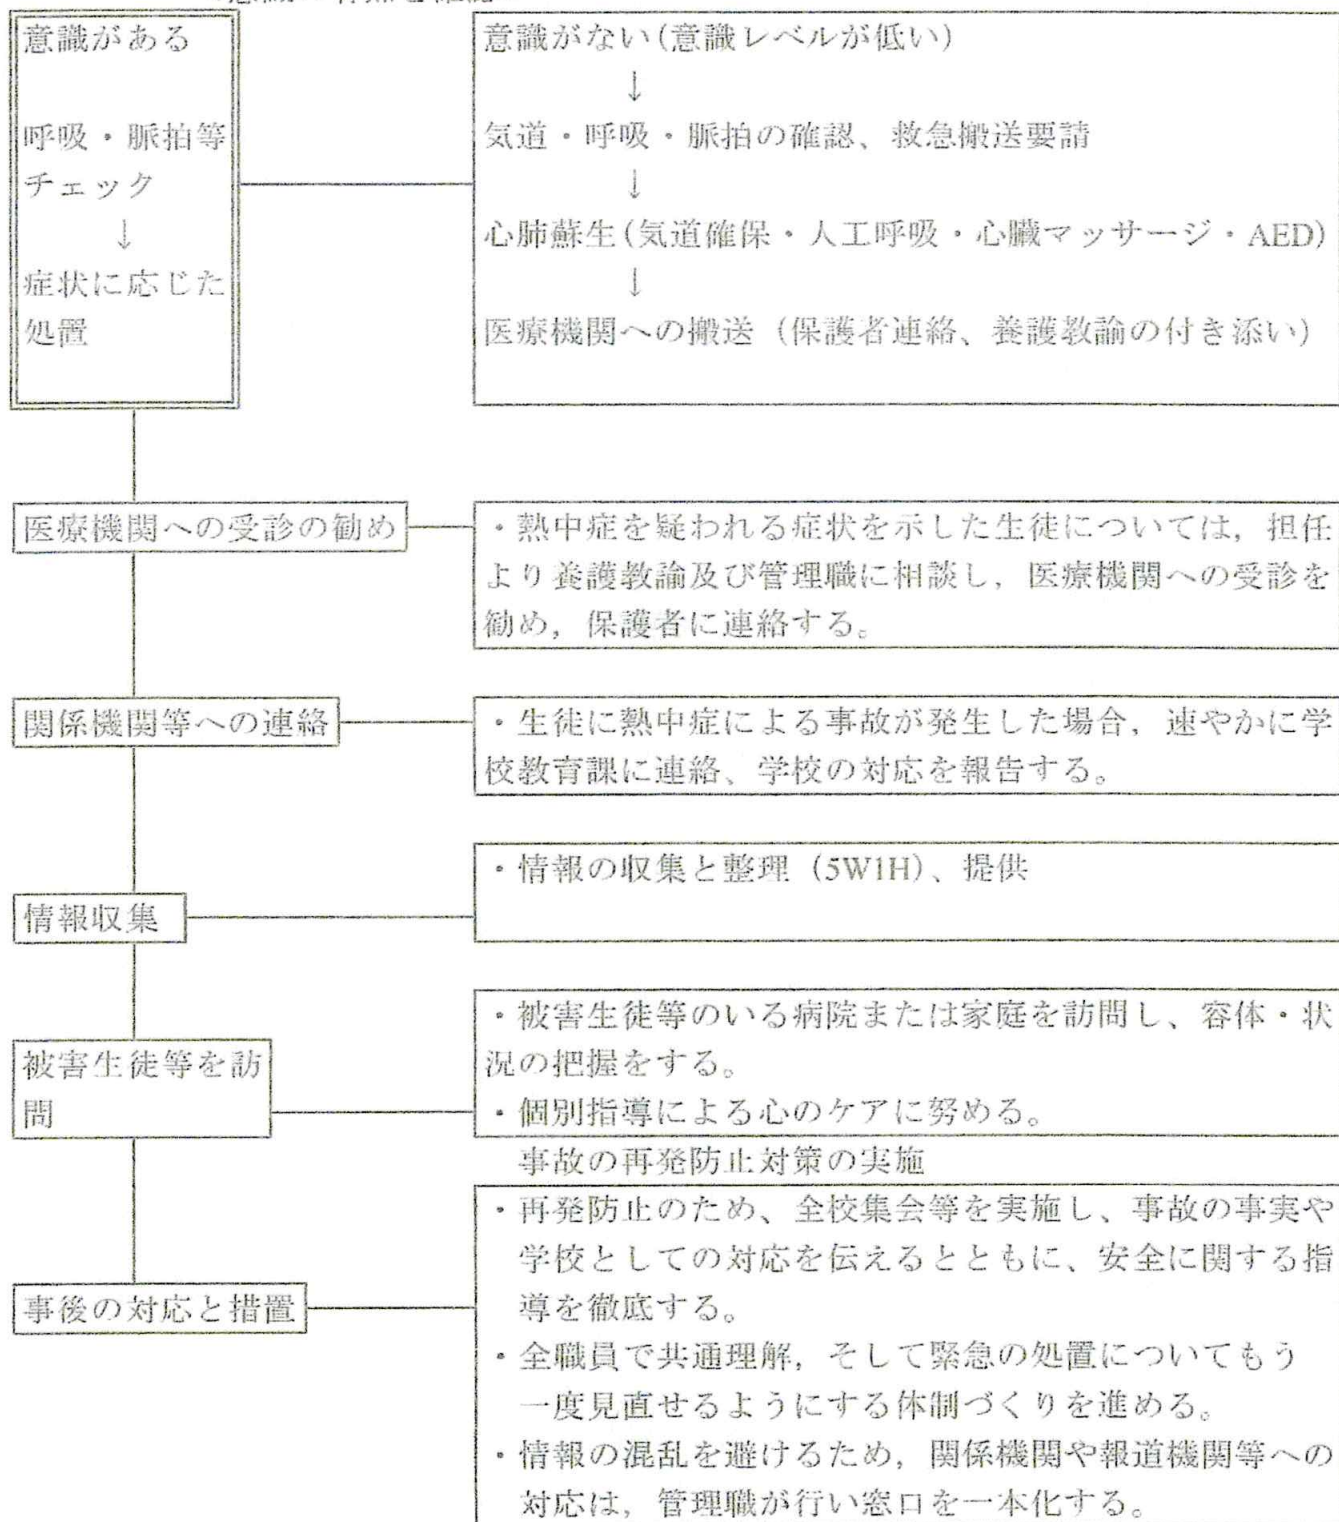 意識がある
呼吸・脈拍等
チェック
↓
症状に応じた
処置
意識がない(意識レベルが低い)
↓
気道・呼吸・脈拍の確認、救急搬送要請
↓
心肺蘇生(気道確保・人工呼吸・心臓マッサージ・AED)
↓
医療機関への搬送（保護者連絡、養護教諭の付き添い）
医療機関への受診の勧め
・熱中症を疑われる症状を示した生徒については，担任
より養護教諭及び管理職に相談し，医療機関への受診を
勧め，保護者に連絡する。
関係機関等への連絡
・生徒に熱中症による事故が発生した場合，速やかに学
校教育課に連絡、学校の対応を報告する。
情報収集
・情報の収集と整理（5W1H）、提供
被害生徒等を訪
問
・被害生徒等のいる病院または家庭を訪問し、容体・状
況の把握をする。
・個別指導による心のケアに努める。
事故の再発防止対策の実施
事後の対応と措置
・再発防止のため、全校集会等を実施し、事故の事実や
学校としての対応を伝えるとともに、安全に関する指
導を徹底する。
・全職員で共通理解，そして緊急の処置についてもう
一度見直せるようにする体制づくりを進める。
・情報の混乱を避けるため，関係機関や報道機関等への
対応は，管理職が行い窓口を一本化する。